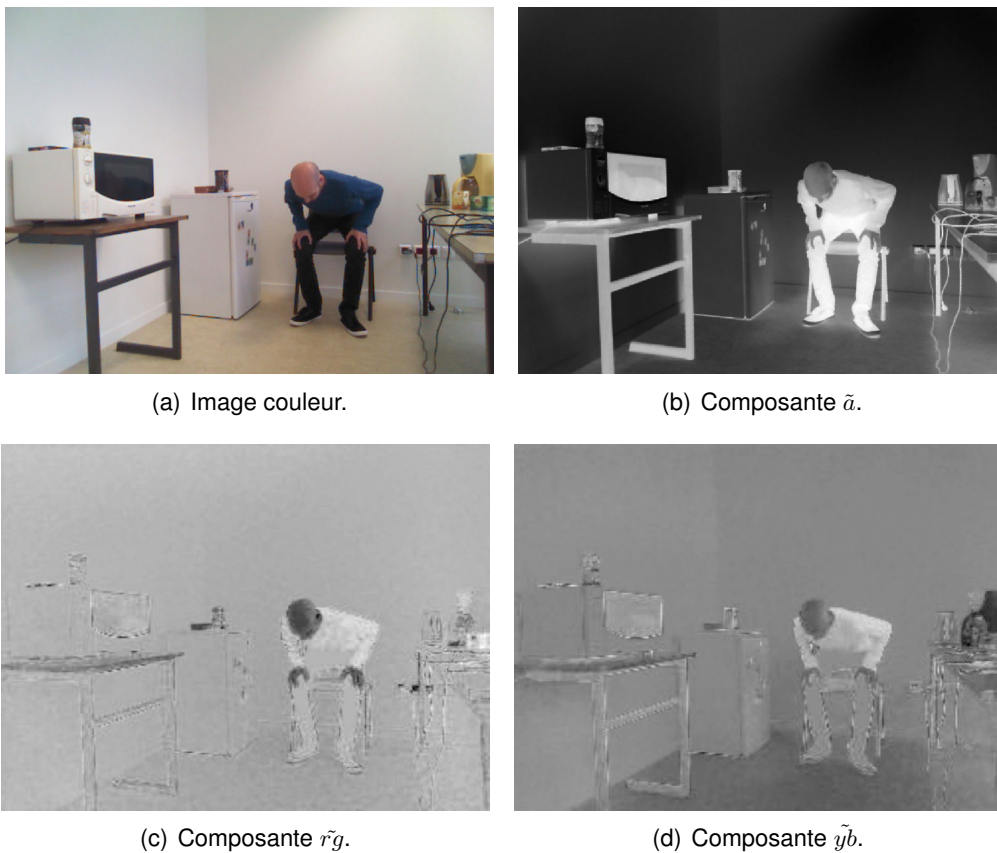 (a) Image couleur.
(b) Composante ã.
(c) Composante r̃g.
(d) Composante ỹb.